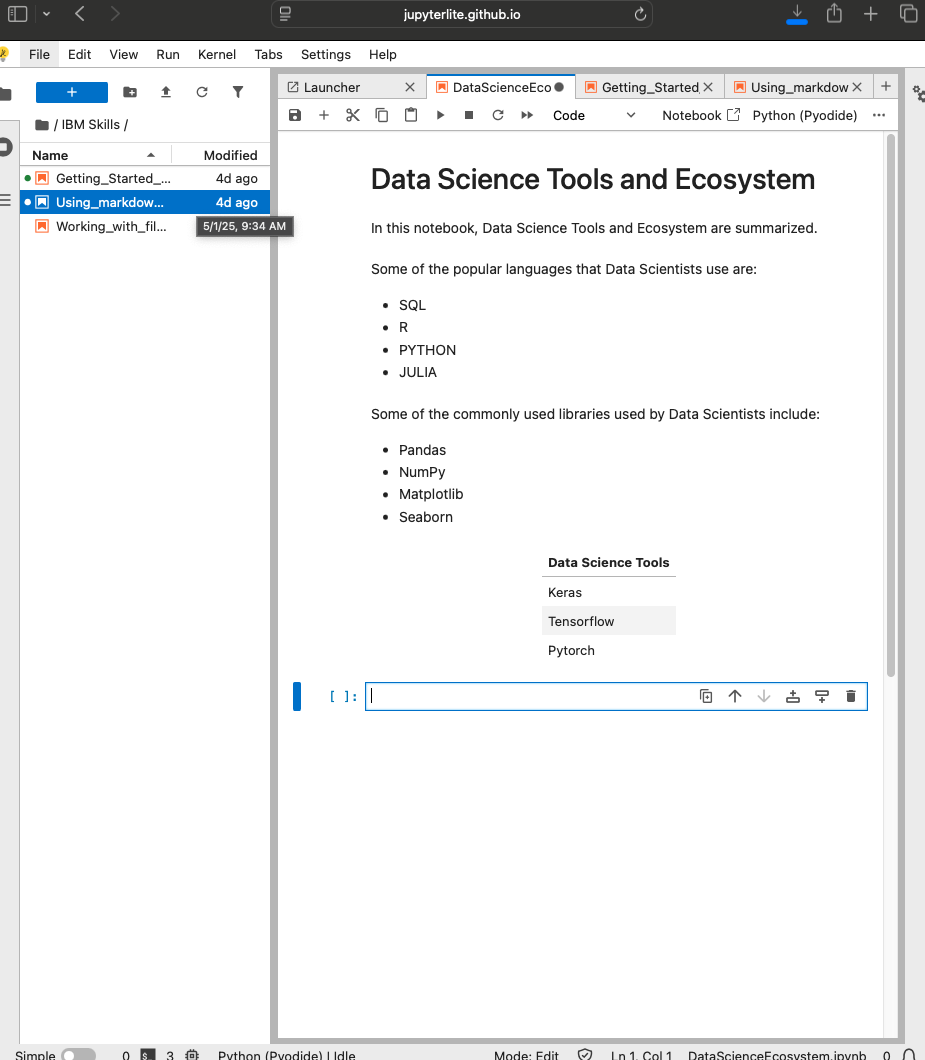 jupyterlite.github.io
File Edit View Run Kernel Tabs Settings Help
Launcher
DataScienceEco
Getting_Started_
Using_markdow
Code
Notebook
Python (Pyodide)
/ IBM Skills /
Name Modified
Getting_Started_... 4d ago
Using_markdow... 4d ago
Working_with_fil...
5/1/25, 9:34 AM
Data Science Tools and Ecosystem
In this notebook, Data Science Tools and Ecosystem are summarized.
Some of the popular languages that Data Scientists use are:
• SQL
• R
• PYTHON
• JULIA
Some of the commonly used libraries used by Data Scientists include:
• Pandas
• NumPy
• Matplotlib
• Seaborn
Data Science Tools
Keras
Tensorflow
Pytorch
[ ]:
Simple 0 $_ 3 Python (Pyodide) | Idle Mode: Edit Ln 1, Col 1 DataScienceEcosystem.ipynb 0